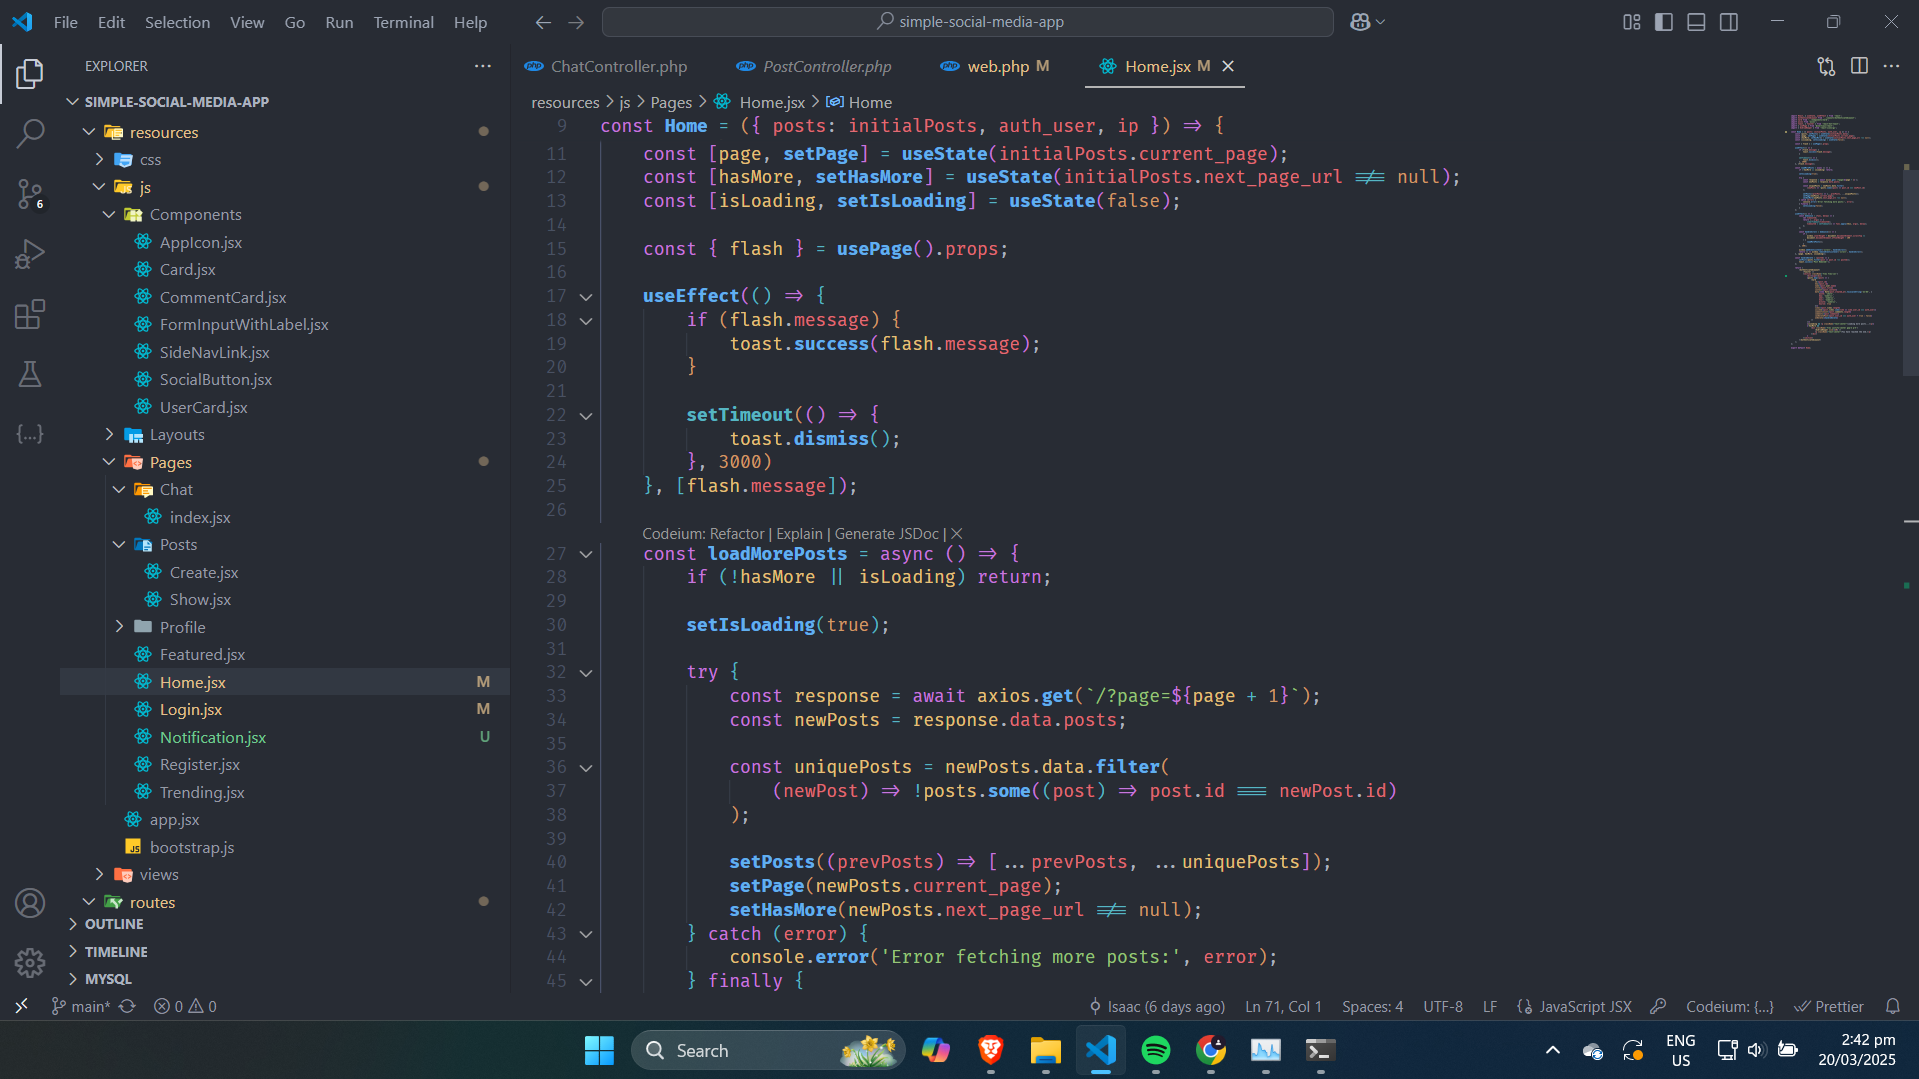 File Edit Selection View Go Run Terminal Help
simple-social-media-app
EXPLORER
SIMPLE-SOCIAL-MEDIA-APP
resources
css
js
Components
AppIcon.jsx
Card.jsx
CommentCard.jsx
FormInputWithLabel.jsx
SideNavLink.jsx
SocialButton.jsx
UserCard.jsx
Layouts
Pages
Chat
index.jsx
Posts
Create.jsx
Show.jsx
Profile
Featured.jsx
Home.jsx M
Login.jsx M
Notification.jsx U
Register.jsx
Trending.jsx
app.jsx
JS bootstrap.js
views
routes
OUTLINE
TIMELINE
MYSQL
6
php ChatController.php php PostController.php php web.php M Home.jsx M
resources > js > Pages > Home.jsx > Home
9 const Home = ({ posts: initialPosts, auth_user, ip }) => {
11 const [page, setPage] = useState(initialPosts.current_page);
12 const [hasMore, setHasMore] = useState(initialPosts.next_page_url !== null);
13 const [isLoading, setIsLoading] = useState(false);
14
15 const { flash } = usePage().props;
16
17 useEffect(() => {
18 if (flash.message) {
19 toast.success(flash.message);
20 }
21
22 setTimeout(() => {
23 toast.dismiss();
24 }, 3000)
25 }, [flash.message]);
26
Codeium: Refactor | Explain | Generate JSDoc | X
27 const loadMorePosts = async () => {
28 if (!hasMore || isLoading) return;
29
30 setIsLoading(true);
31
32 try {
33 const response = await axios.get(`/?page=${page + 1}`);
34 const newPosts = response.data.posts;
35
36 const uniquePosts = newPosts.data.filter(
37 (newPost) => !posts.some((post) => post.id === newPost.id)
38 );
39
40 setPosts((prevPosts) => [...prevPosts, ...uniquePosts]);
41 setPage(newPosts.current_page);
42 setHasMore(newPosts.next_page_url !== null);
43 } catch (error) {
44 console.error('Error fetching more posts:', error);
45 } finally {
main* 0 0 Isaac (6 days ago) Ln 71, Col 1 Spaces: 4 UTF-8 LF JavaScript JSX Codeium: {...} Prettier
Search
ENG
US
2:42 pm
20/03/2025